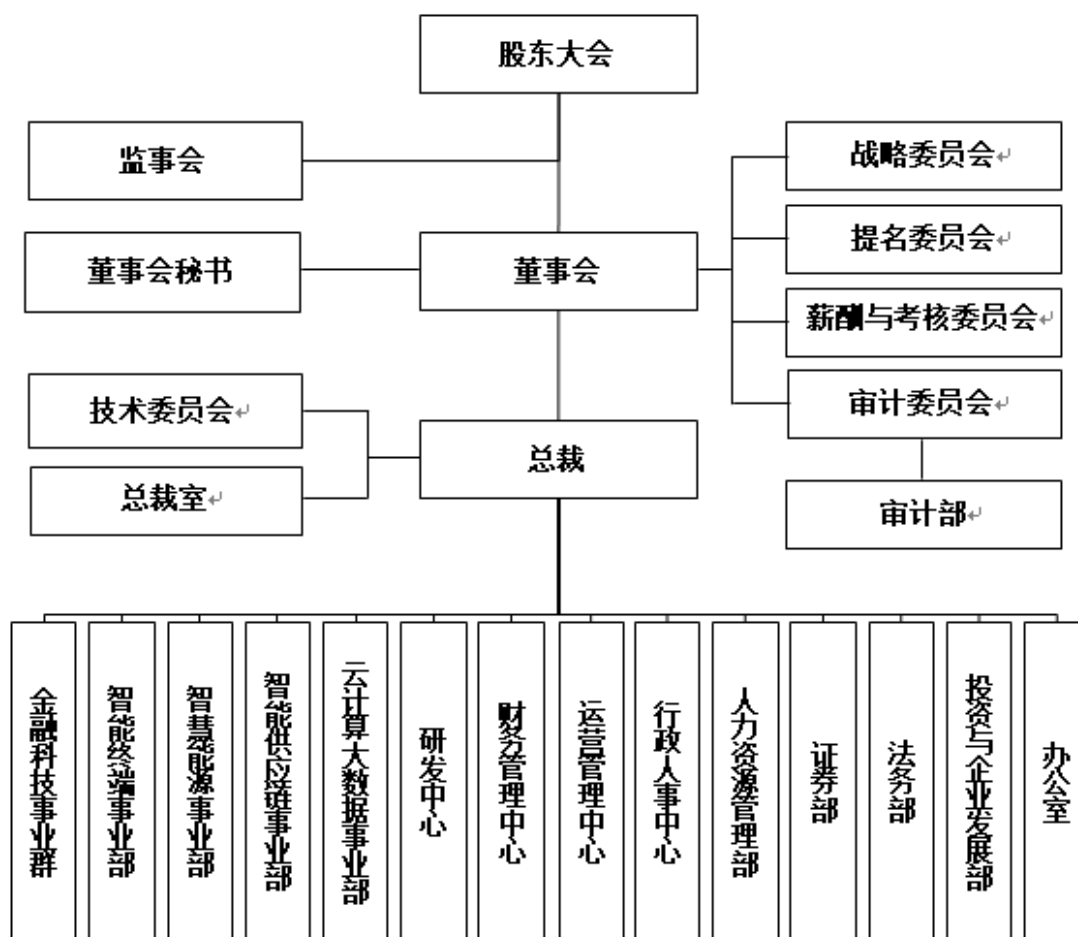 股东大会
监事会
战略委员会
提名委员会
董事会秘书
董事会
薪酬与考核委员会
技术委员会
审计委员会
总裁
总裁室
审计部
金融科技事业群
智能终端事业部
智慧能源事业部
智能供应链事业部
云计算大数据事业部
研发中心
财务管理中心
运营管理中心
行政人事中心
人力资源管理部
证券部
法务部
投资与企业发展部
办公室